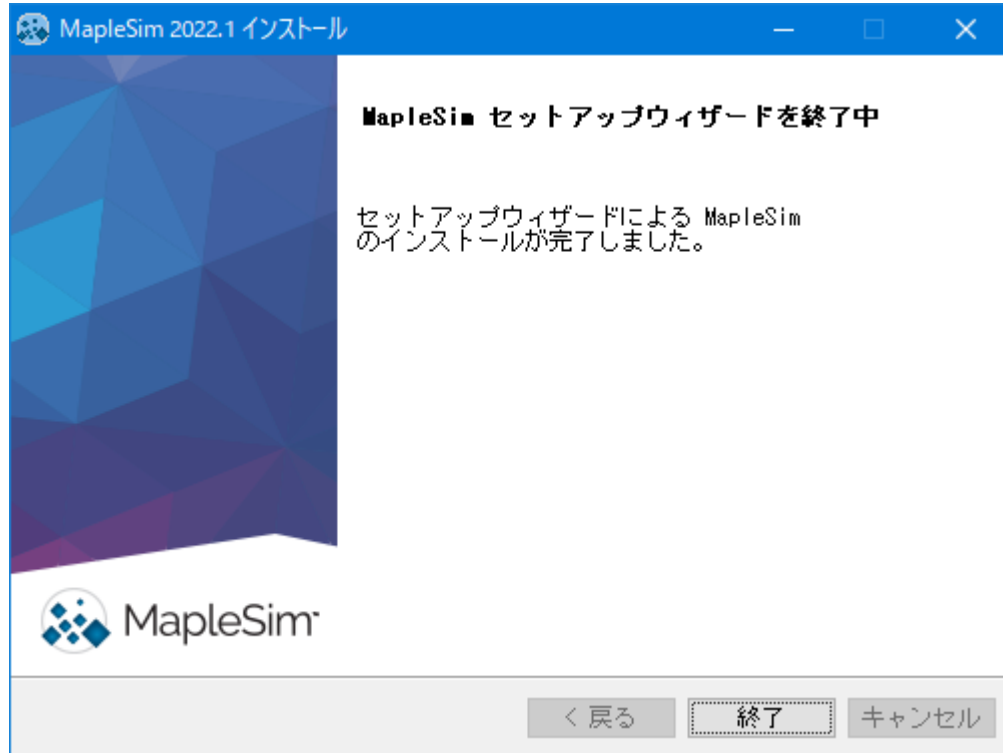 MapleSim 2022.1 インストール
MapleSim セットアップウィザードを終了中
セットアップウィザードによる MapleSim
のインストールが完了しました。
MapleSim
< 戻る 終了 キャンセル